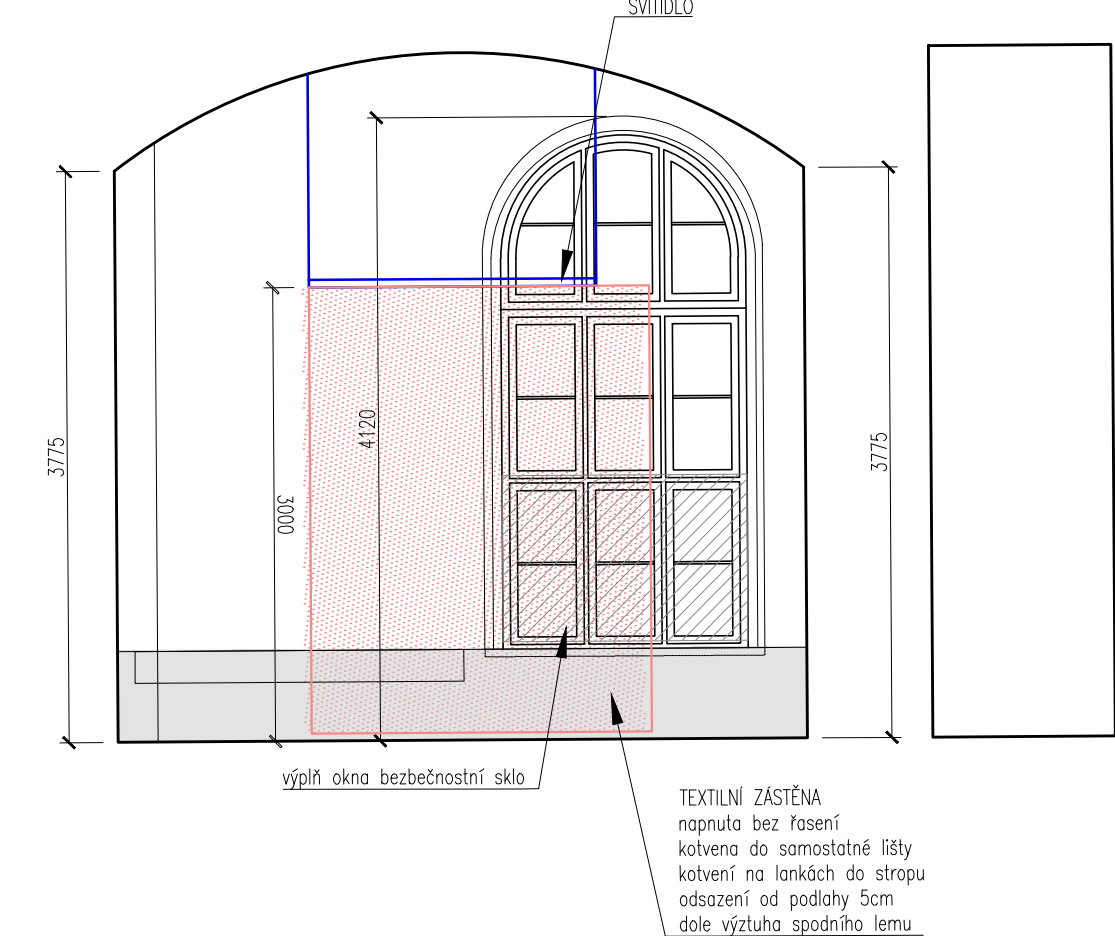 SVÍTIDLO
4120
3775
3775
3000
výplň okna bezbečnostní sklo
TEXTILNÍ ZÁSTĚNA
napnuta bez řasení
kotvena do samostatné lišty
kotvení na lankách do stropu
odsazení od podlahy 5cm
dole výztuha spodního lemu